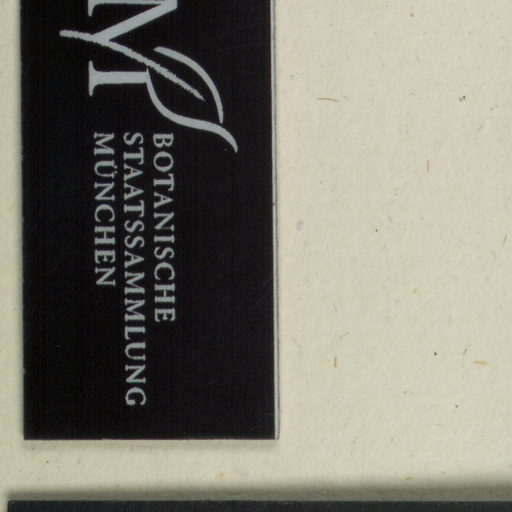 M
BOTANISCHE
STAATSSAMMLUNG
MÜNCHEN